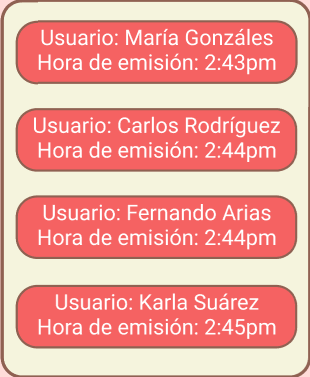 Usuario: María Gonzáles
Hora de emisión: 2:43pm
Usuario: Carlos Rodríguez
Hora de emisión: 2:44pm
Usuario: Fernando Arias
Hora de emisión: 2:44pm
Usuario: Karla Suárez
Hora de emisión: 2:45pm